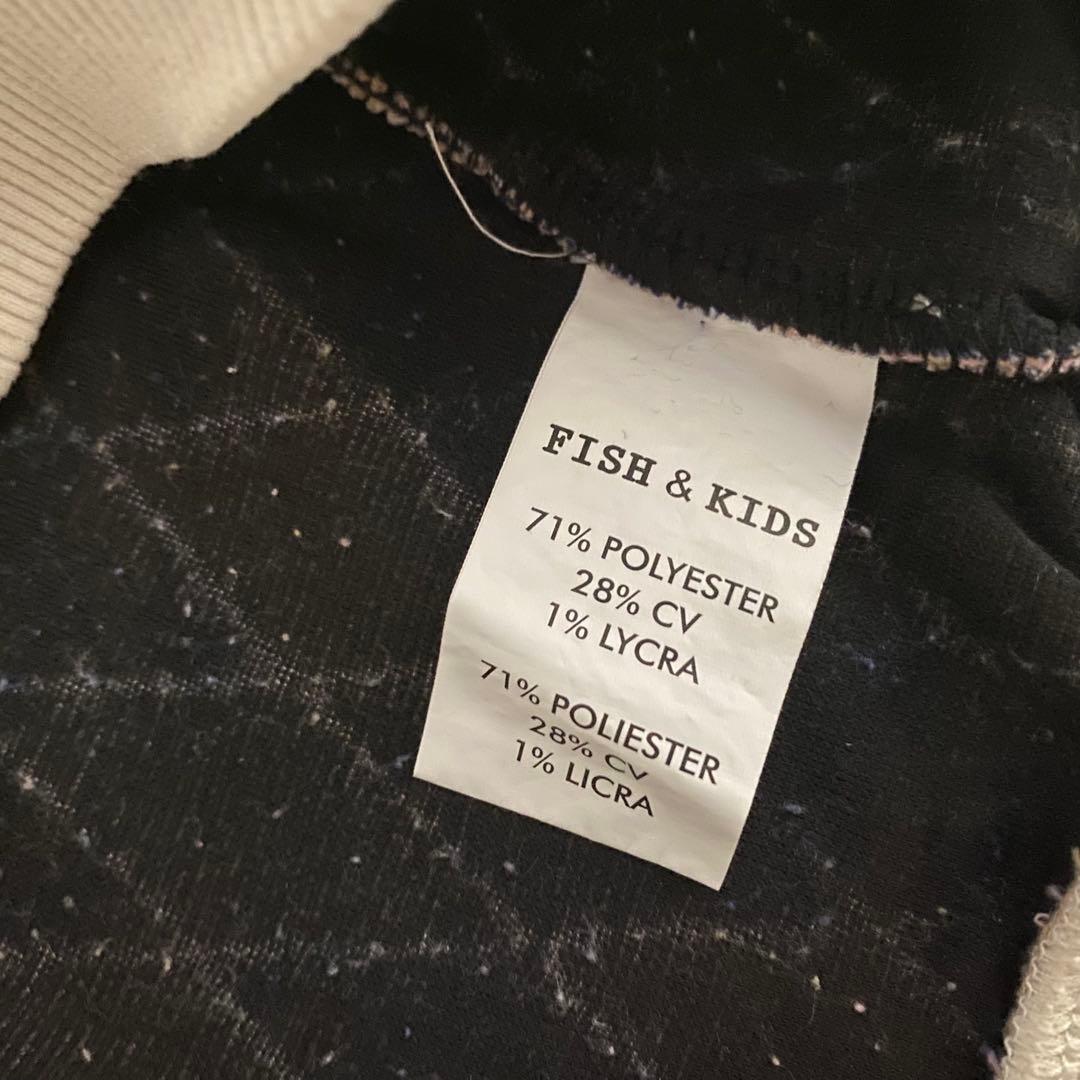 FISH & KIDS
71% POLYESTER
28% CV
1% LYCRA
71% POLIESTER
28% CV
1% LICRA